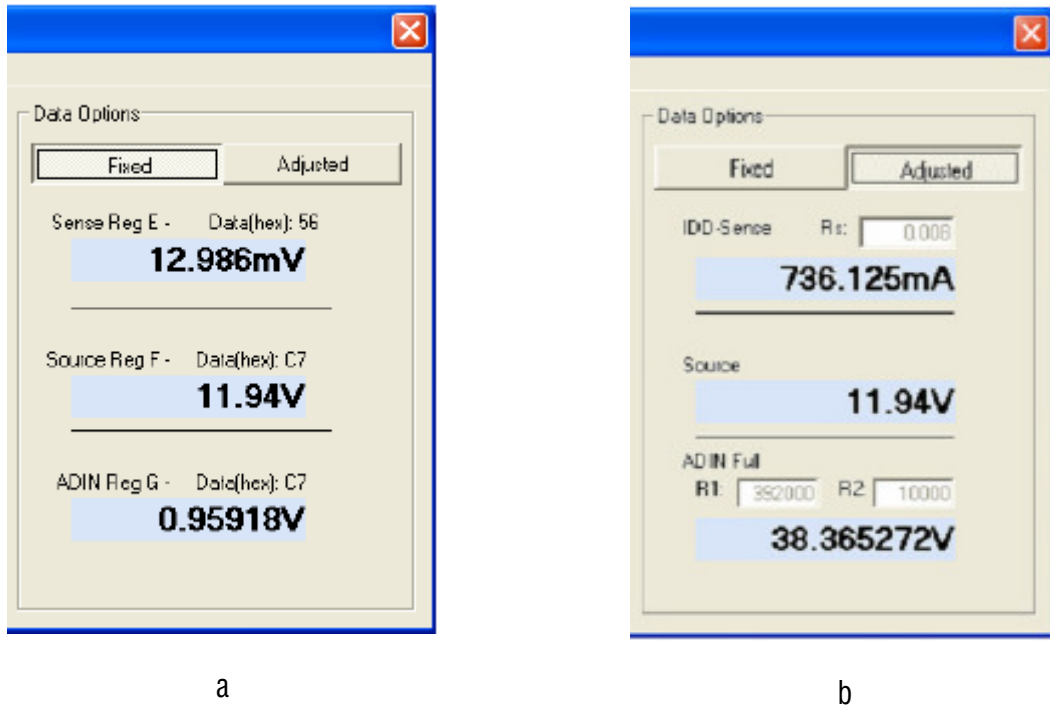 Data Options
Fixed Adjusted
Sense Reg E - Data(hex): 56
12.986mV
Source Reg F - Data(hex): C7
11.94V
ADIN Reg G - Data(hex): C7
0.95918V
a
Data Options
Fixed Adjusted
IDD-Sence Rs: 0.008
736.125mA
Source
11.94V
ADIN Full
R1: 392000 R2 10000
38.365272V
b